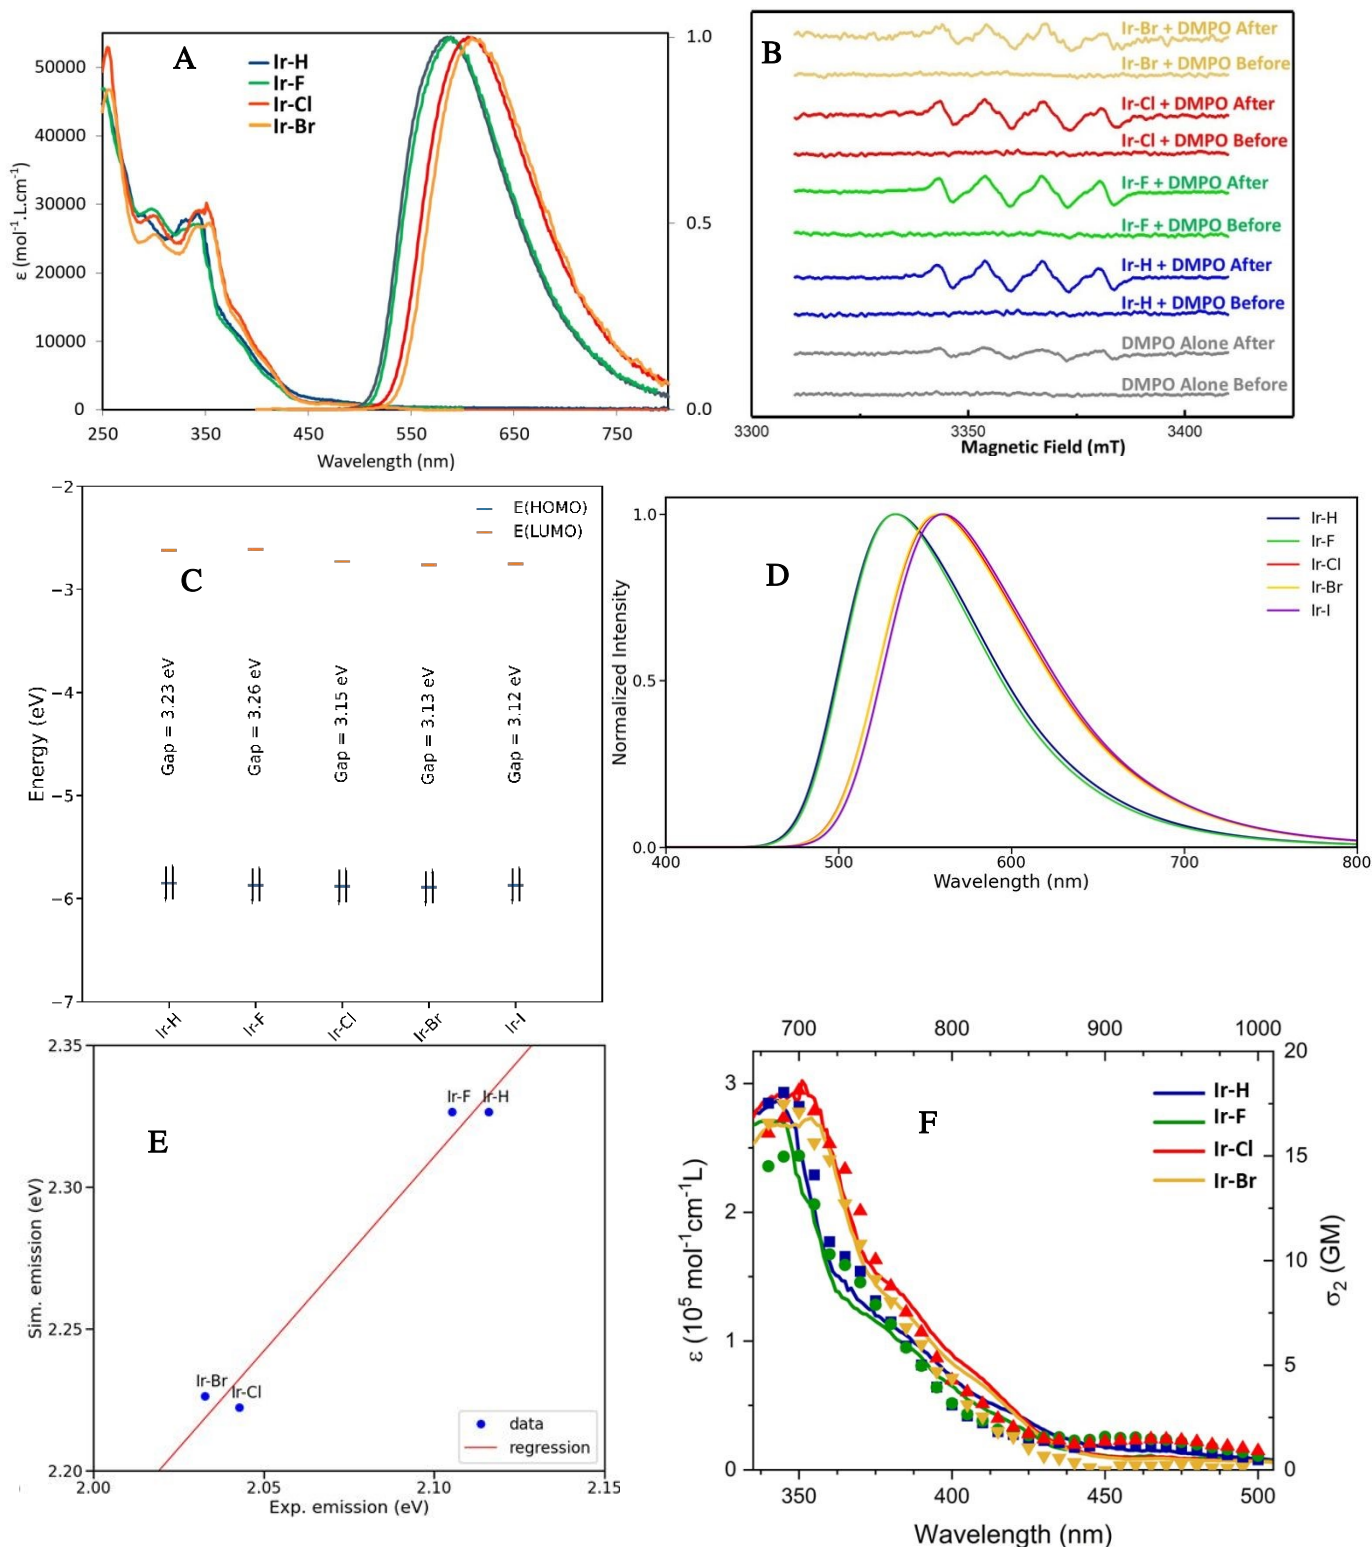 A
Ir-H
Ir-F
Ir-Cl
Ir-Br
50000
40000
30000
20000
10000
0
ε (mol⁻¹.L.cm⁻¹)
1.0
0.5
0.0
250 350 450 550 650 750
Wavelength (nm)
B
Ir-Br + DMPO After
Ir-Br + DMPO Before
Ir-Cl + DMPO After
Ir-Cl + DMPO Before
Ir-F + DMPO After
Ir-F + DMPO Before
Ir-H + DMPO After
Ir-H + DMPO Before
DMPO Alone After
DMPO Alone Before
3300 3350 3400
Magnetic Field (mT)
C
E(HOMO)
E(LUMO)
−2
−3
−4
−5
−6
−7
Energy (eV)
Gap = 3.23 eV
Gap = 3.26 eV
Gap = 3.15 eV
Gap = 3.13 eV
Gap = 3.12 eV
Ir-H Ir-F Ir-Cl Ir-Br Ir-I
D
Ir-H
Ir-F
Ir-Cl
Ir-Br
Ir-I
1.0
0.5
0.0
Normalized Intensity
400 500 600 700 800
Wavelength (nm)
E
2.35
2.30
2.25
2.20
Sim. emission (eV)
Ir-F Ir-H
Ir-Br
Ir-Cl
data
regression
2.00 2.05 2.10 2.15
Exp. emission (eV)
F
700 800 900 1000
Ir-H
Ir-F
Ir-Cl
Ir-Br
3
2
1
0
ε (10⁵ mol⁻¹cm⁻¹L)
20
15
10
5
0
σ₂ (GM)
350 400 450 500
Wavelength (nm)